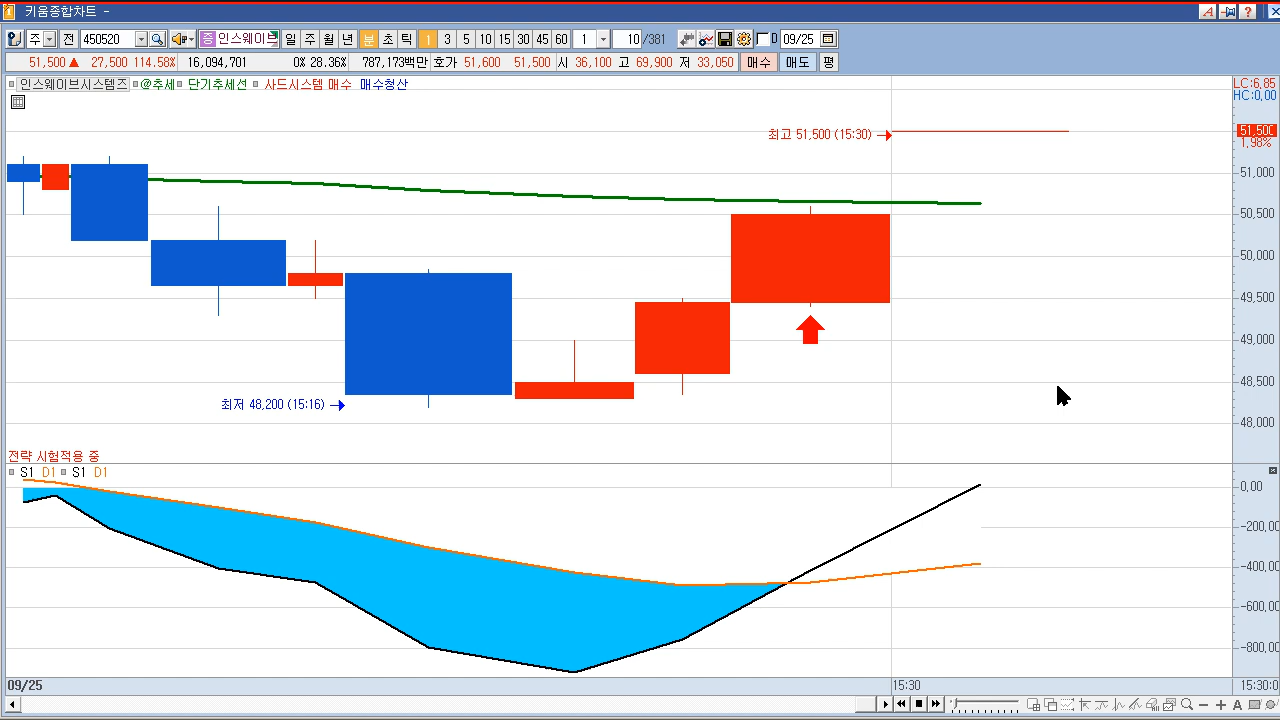 키움종합차트 -
주 전 450520 증 인스웨이브 일 주 월 년 분 초 틱 1 3 5 10 15 30 45 60 1 10 /381 D 09/25
51,500 ▲ 27,500 114.58% 16,094,701 0% 28.36% 787,173백만 호가 51,600 51,500 시 36,100 고 69,900 저 33,050 매수 매도 평
인스웨이브시스템즈 @추세 단기추세선 사드시스템 매수 매수청산
LC:6,85
HC:0,00
최고 51,500 (15:30)
51,500
1,98%
51,000
50,500
50,000
49,500
49,000
48,500
최저 48,200 (15:16)
48,000
전략 시험적용 중
S1 D1 S1 D1
0,00
-200,00
-400,00
-600,00
-800,00
09/25 15:30 15:30:0